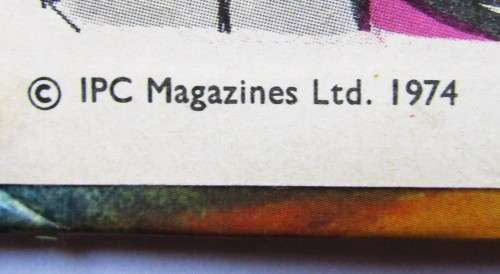 © IPC Magazines Ltd. 1974